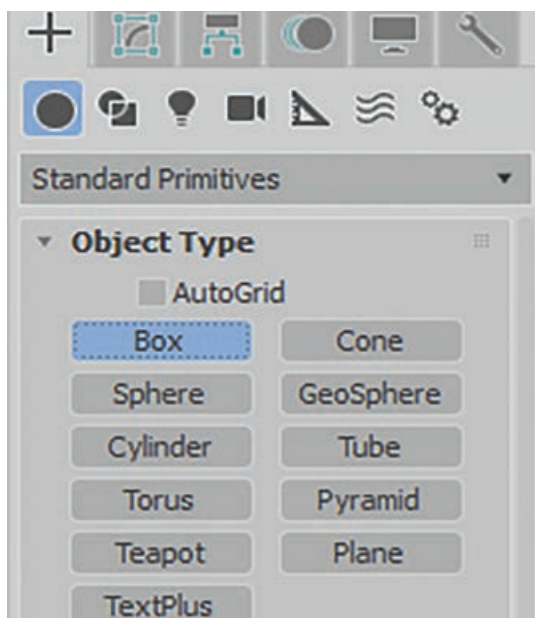 Standard Primitives
Object Type
AutoGrid
Box Cone
Sphere GeoSphere
Cylinder Tube
Torus Pyramid
Teapot Plane
TextPlus